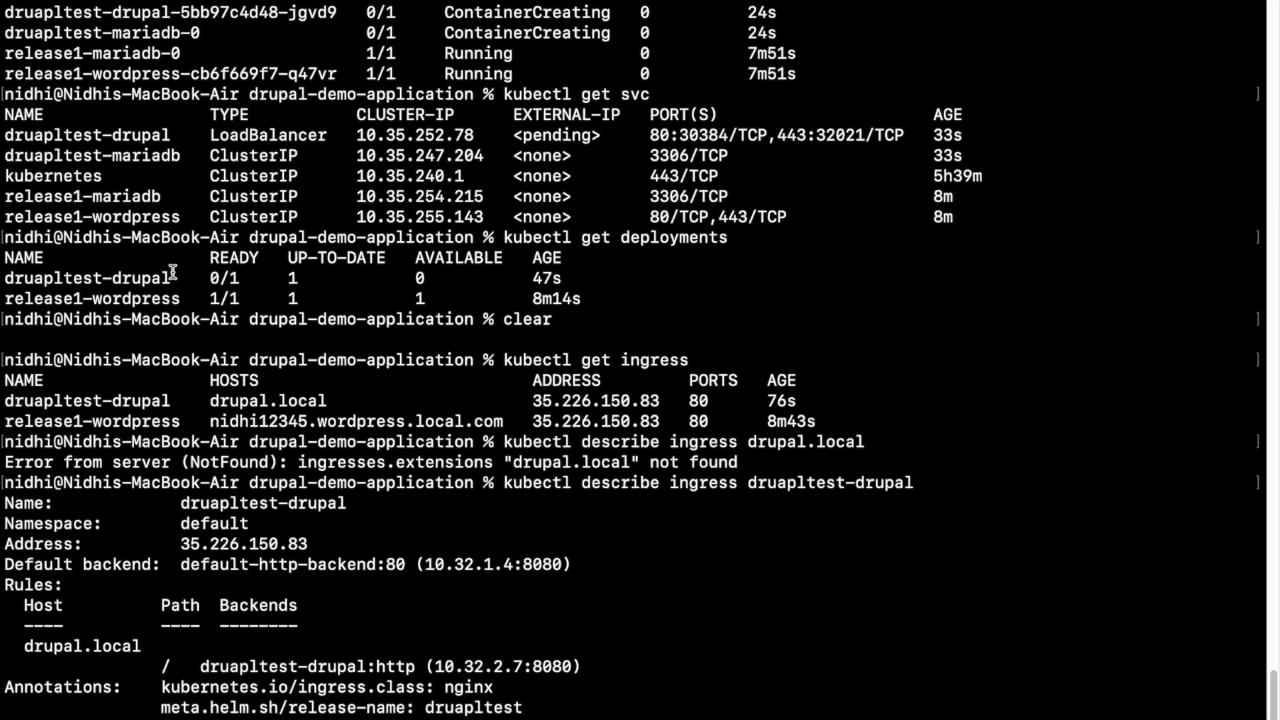 druapltest-drupal-5bb97c4d48-jgvd9   0/1     ContainerCreating   0          24s
druapltest-mariadb-0                 0/1     ContainerCreating   0          24s
release1-mariadb-0                   1/1     Running             0          7m51s
release1-wordpress-cb6f669f7-q47vr   1/1     Running             0          7m51s
[nidhi@Nidhis-MacBook-Air drupal-demo-application % kubectl get svc ]
NAME                 TYPE           CLUSTER-IP      EXTERNAL-IP   PORT(S)                      AGE
druapltest-drupal    LoadBalancer   10.35.252.78    <pending>     80:30384/TCP,443:32021/TCP   33s
druapltest-mariadb   ClusterIP      10.35.247.204   <none>        3306/TCP                     33s
kubernetes           ClusterIP      10.35.240.1     <none>        443/TCP                      5h39m
release1-mariadb     ClusterIP      10.35.254.215   <none>        3306/TCP                     8m
release1-wordpress   ClusterIP      10.35.255.143   <none>        80/TCP,443/TCP               8m
[nidhi@Nidhis-MacBook-Air drupal-demo-application % kubectl get deployments ]
NAME                 READY   UP-TO-DATE   AVAILABLE   AGE
druapltest-drupal    0/1     1            0           47s
release1-wordpress   1/1     1            1           8m14s
[nidhi@Nidhis-MacBook-Air drupal-demo-application % clear ]
[nidhi@Nidhis-MacBook-Air drupal-demo-application % kubectl get ingress ]
NAME                 HOSTS                            ADDRESS         PORTS   AGE
druapltest-drupal    drupal.local                     35.226.150.83   80      76s
release1-wordpress   nidhi12345.wordpress.local.com   35.226.150.83   80      8m43s
[nidhi@Nidhis-MacBook-Air drupal-demo-application % kubectl describe ingress drupal.local ]
Error from server (NotFound): ingresses.extensions "drupal.local" not found
[nidhi@Nidhis-MacBook-Air drupal-demo-application % kubectl describe ingress druapltest-drupal ]
Name:             druapltest-drupal
Namespace:        default
Address:          35.226.150.83
Default backend:  default-http-backend:80 (10.32.1.4:8080)
Rules:
  Host          Path  Backends
  ----          ----  --------
  drupal.local
                /   druapltest-drupal:http (10.32.2.7:8080)
Annotations:    kubernetes.io/ingress.class: nginx
                meta.helm.sh/release-name: druapltest